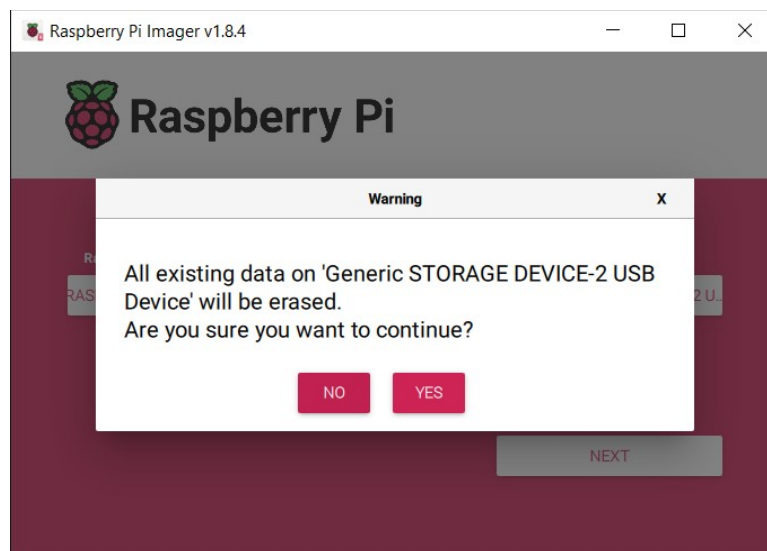 Raspberry Pi Imager v1.8.4
Raspberry Pi
Warning
X
All existing data on 'Generic STORAGE DEVICE-2 USB
Device' will be erased.
Are you sure you want to continue?
NO
YES
NEXT